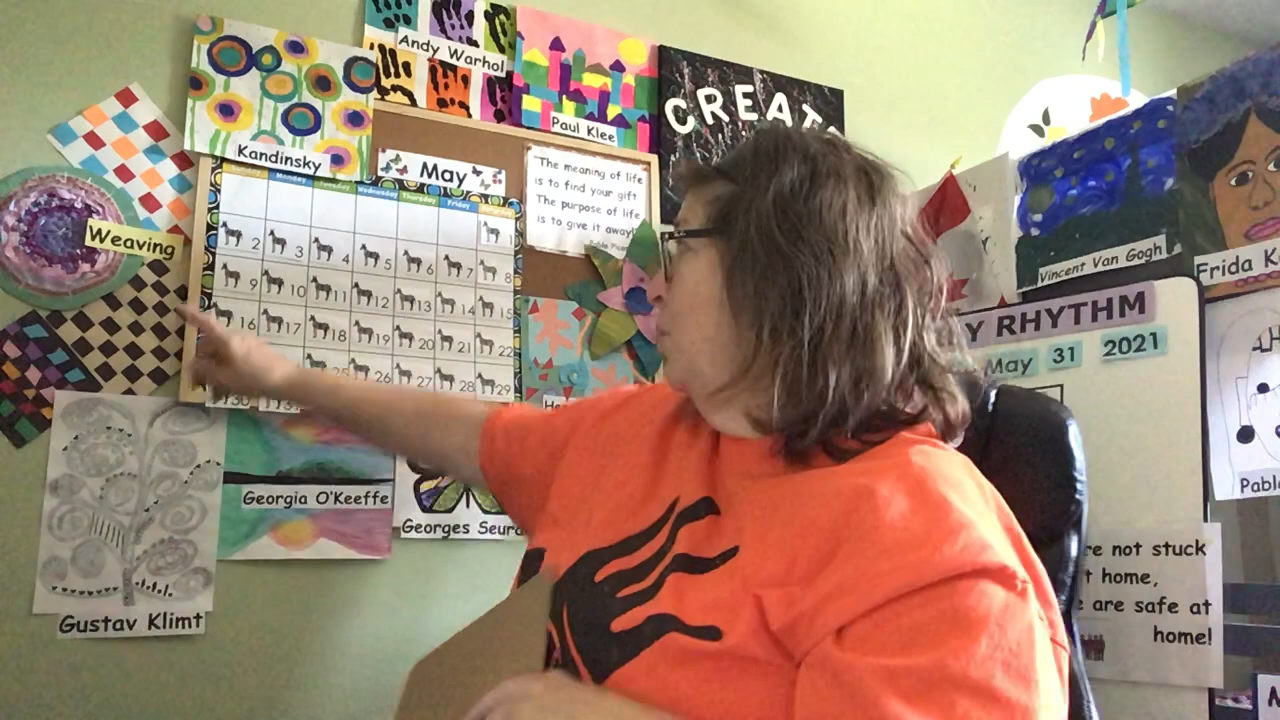 Andy Warhol
Kandinsky
Paul Klee
CREAT
May
"The meaning of life
is to find your gift
The purpose of life
is to give it away"
Monday Tuesday Wednesday Thursday Friday
2 3 4 5 6 7 8
9 10 11 12 13 14 15
16 17 18 19 20 21 22
25 26 27 28 29
30 31
Weaving
Vincent Van Gogh
Frida K
Y RHYTHM
May 31 2021
Georgia O'Keeffe
Georges Seura
Gustav Klimt
Pabl
re not stuck
t home,
e are safe at
home!